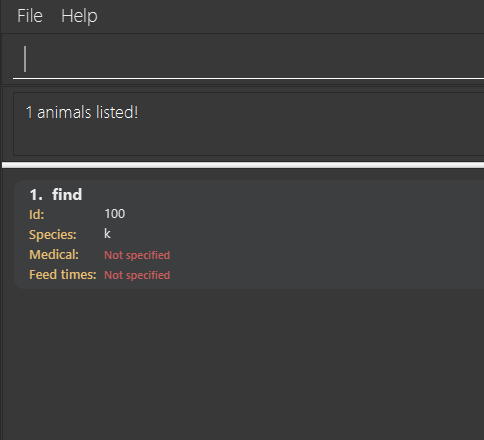 File Help
1 animals listed!
1. find
Id: 100
Species: k
Medical: Not specified
Feed times: Not specified